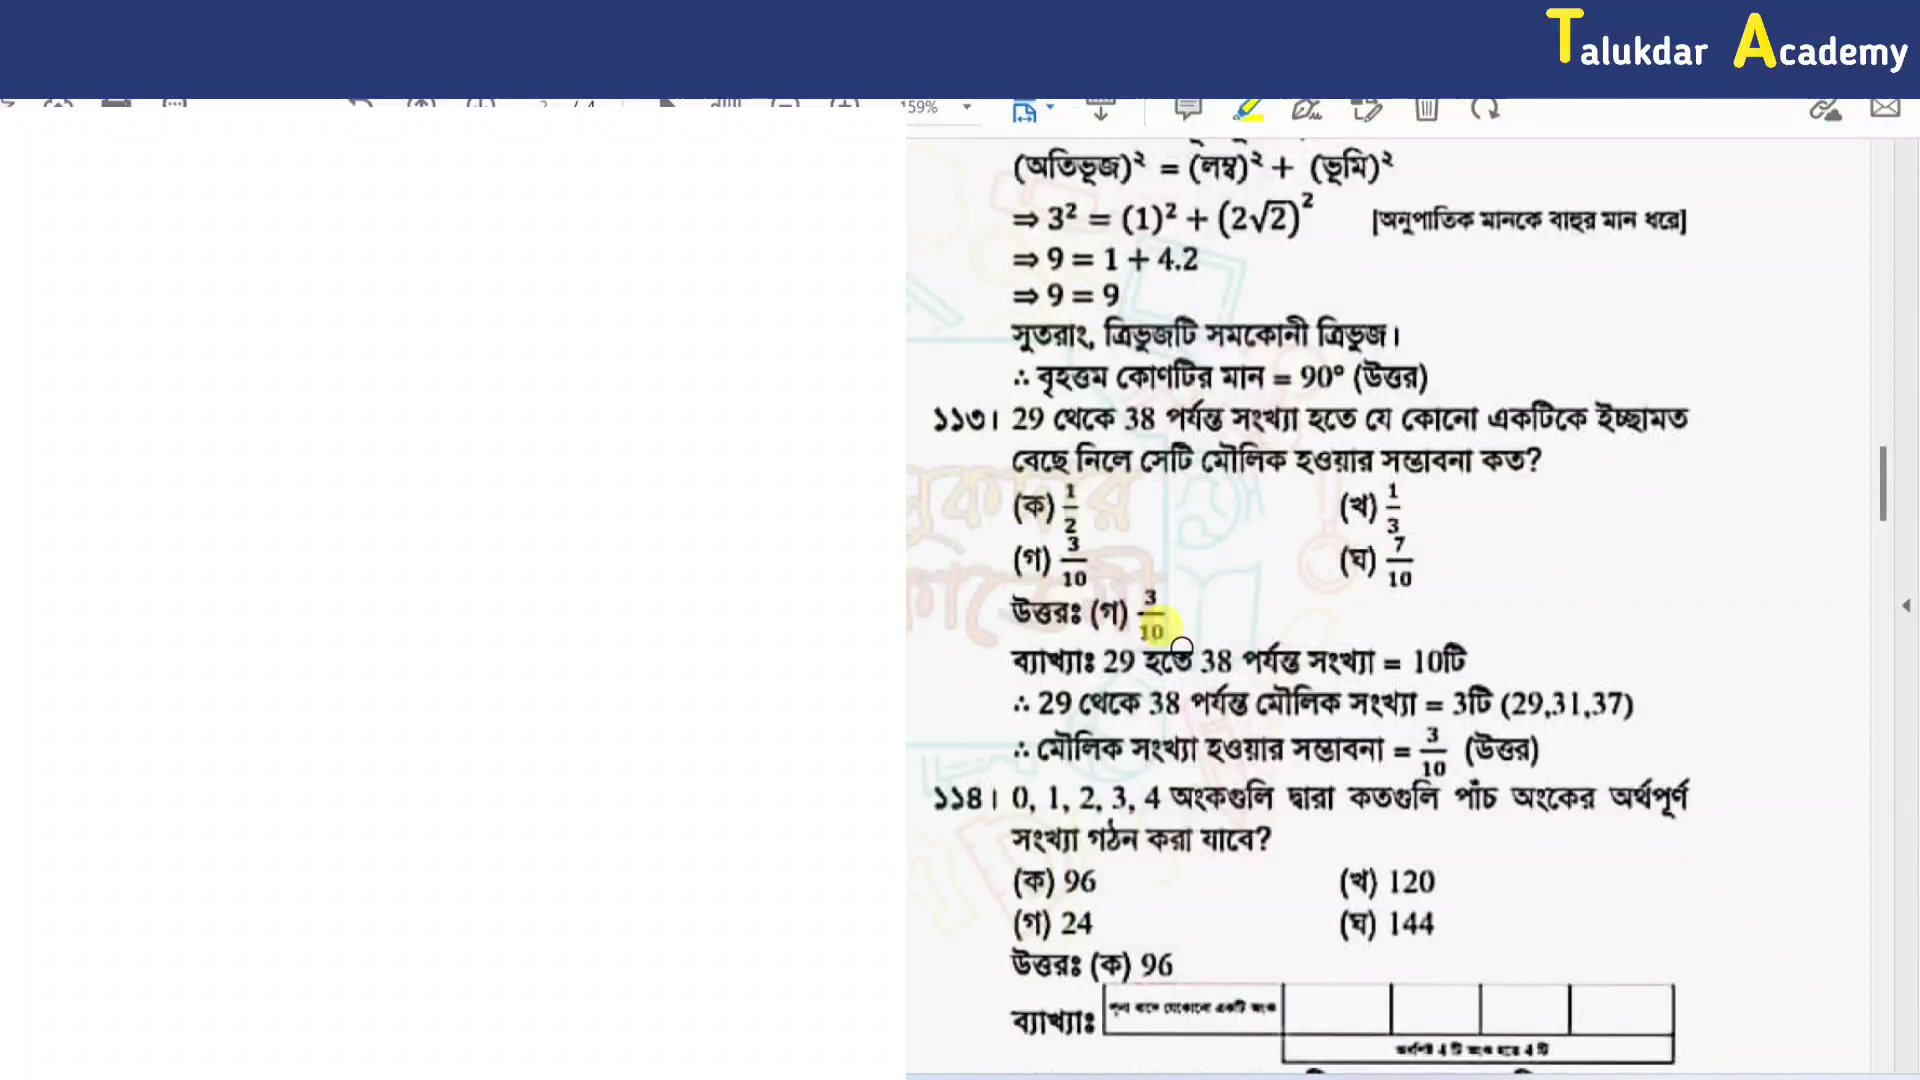 Talukdar Academy
159%
(অতিভূজ)² = (লম্ব)² + (ভূমি)²
⇒ 3² = (1)² + (2√2)² [অনুপাতিক মানকে বাহুর মান ধরে]
⇒ 9 = 1 + 4.2
⇒ 9 = 9
সুতরাং, ত্রিভুজটি সমকোনী ত্রিভুজ।
∴ বৃহত্তম কোণটির মান = 90° (উত্তর)
১১৩। 29 থেকে 38 পর্যন্ত সংখ্যা হতে যে কোনো একটিকে ইচ্ছামত
বেছে নিলে সেটি মৌলিক হওয়ার সম্ভাবনা কত?
(ক) 1/2 (খ) 1/3
(গ) 3/10 (ঘ) 7/10
উত্তরঃ (গ) 3/10
ব্যাখ্যাঃ 29 হতে 38 পর্যন্ত সংখ্যা = 10টি
∴ 29 থেকে 38 পর্যন্ত মৌলিক সংখ্যা = 3টি (29,31,37)
∴ মৌলিক সংখ্যা হওয়ার সম্ভাবনা = 3/10 (উত্তর)
১১৪। 0, 1, 2, 3, 4 অংকগুলি দ্বারা কতগুলি পাঁচ অংকের অর্থপূর্ণ
সংখ্যা গঠন করা যাবে?
(ক) 96 (খ) 120
(গ) 24 (ঘ) 144
উত্তরঃ (ক) 96
ব্যাখ্যাঃ